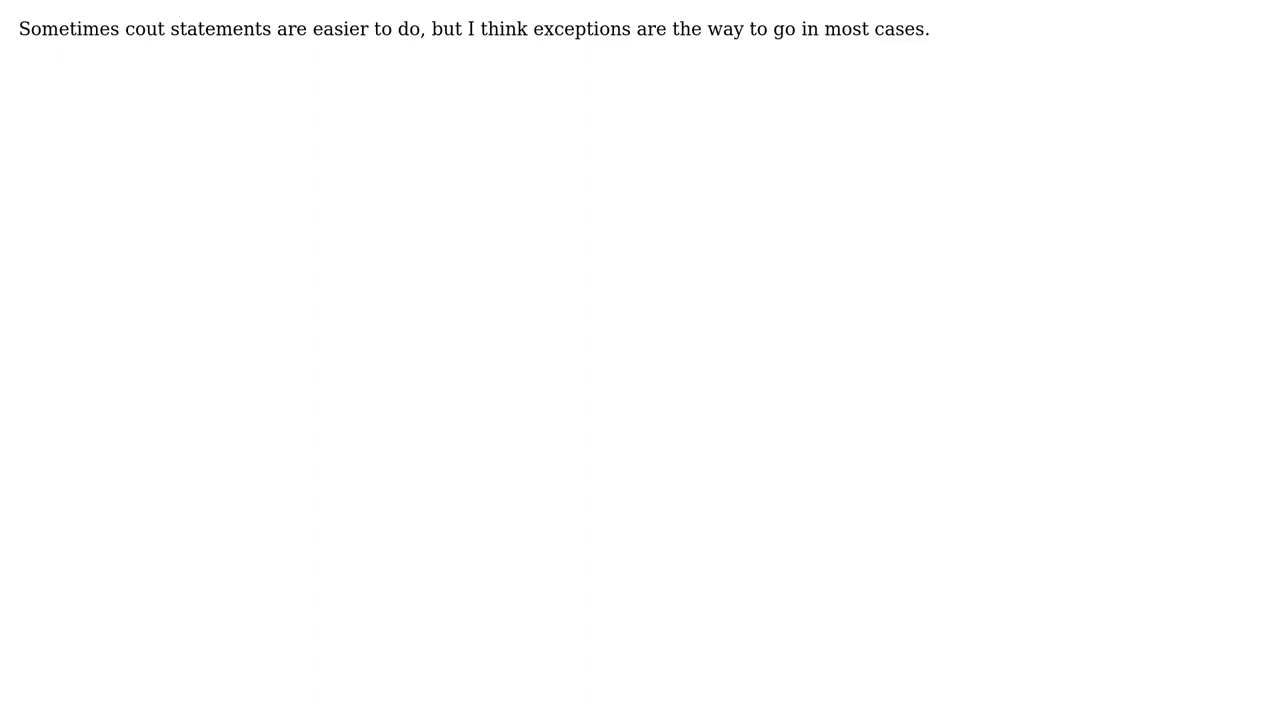 Sometimes cout statements are easier to do, but I think exceptions are the way to go in most cases.